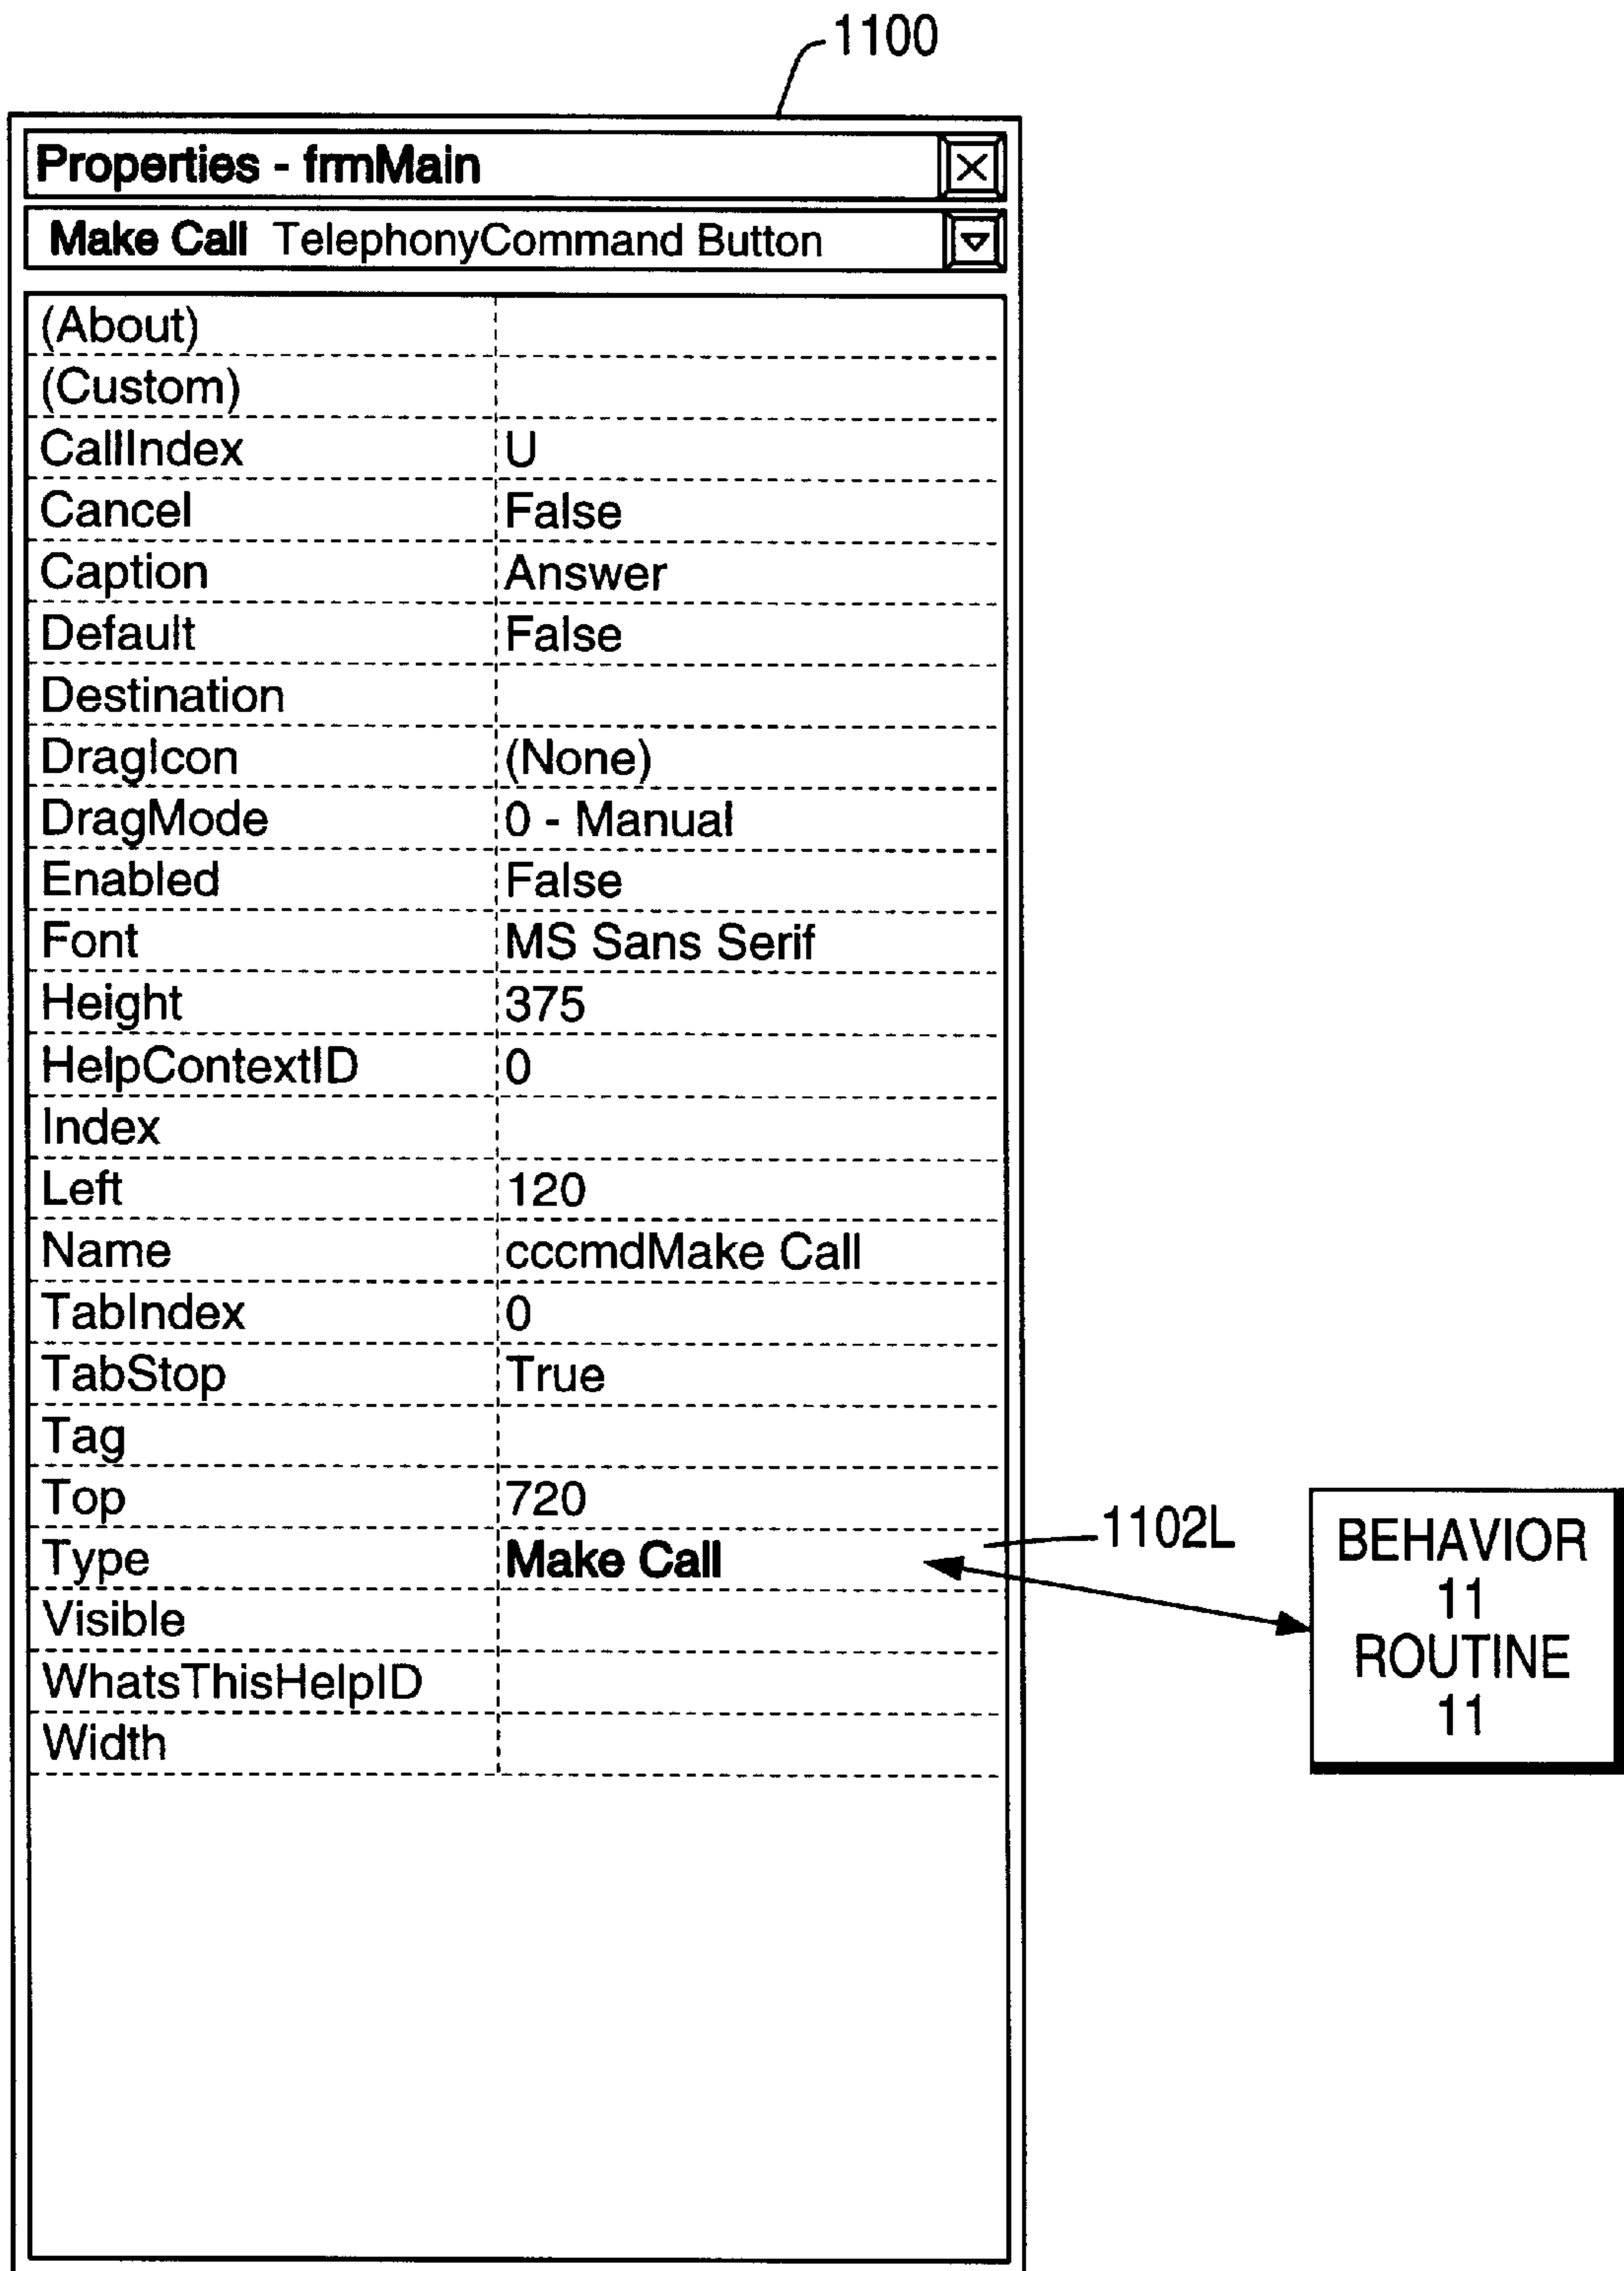 1100
Properties - frmMain
Make Call TelephonyCommand Button
(About)
(Custom)
CallIndex U
Cancel False
Caption Answer
Default False
Destination
DragIcon (None)
DragMode 0 - Manual
Enabled False
Font MS Sans Serif
Height 375
HelpContextID 0
Index
Left 120
Name cccmdMake Call
TabIndex 0
TabStop True
Tag
Top 720
Type Make Call
1102L
Visible
WhatsThisHelpID
Width
BEHAVIOR
11
ROUTINE
11